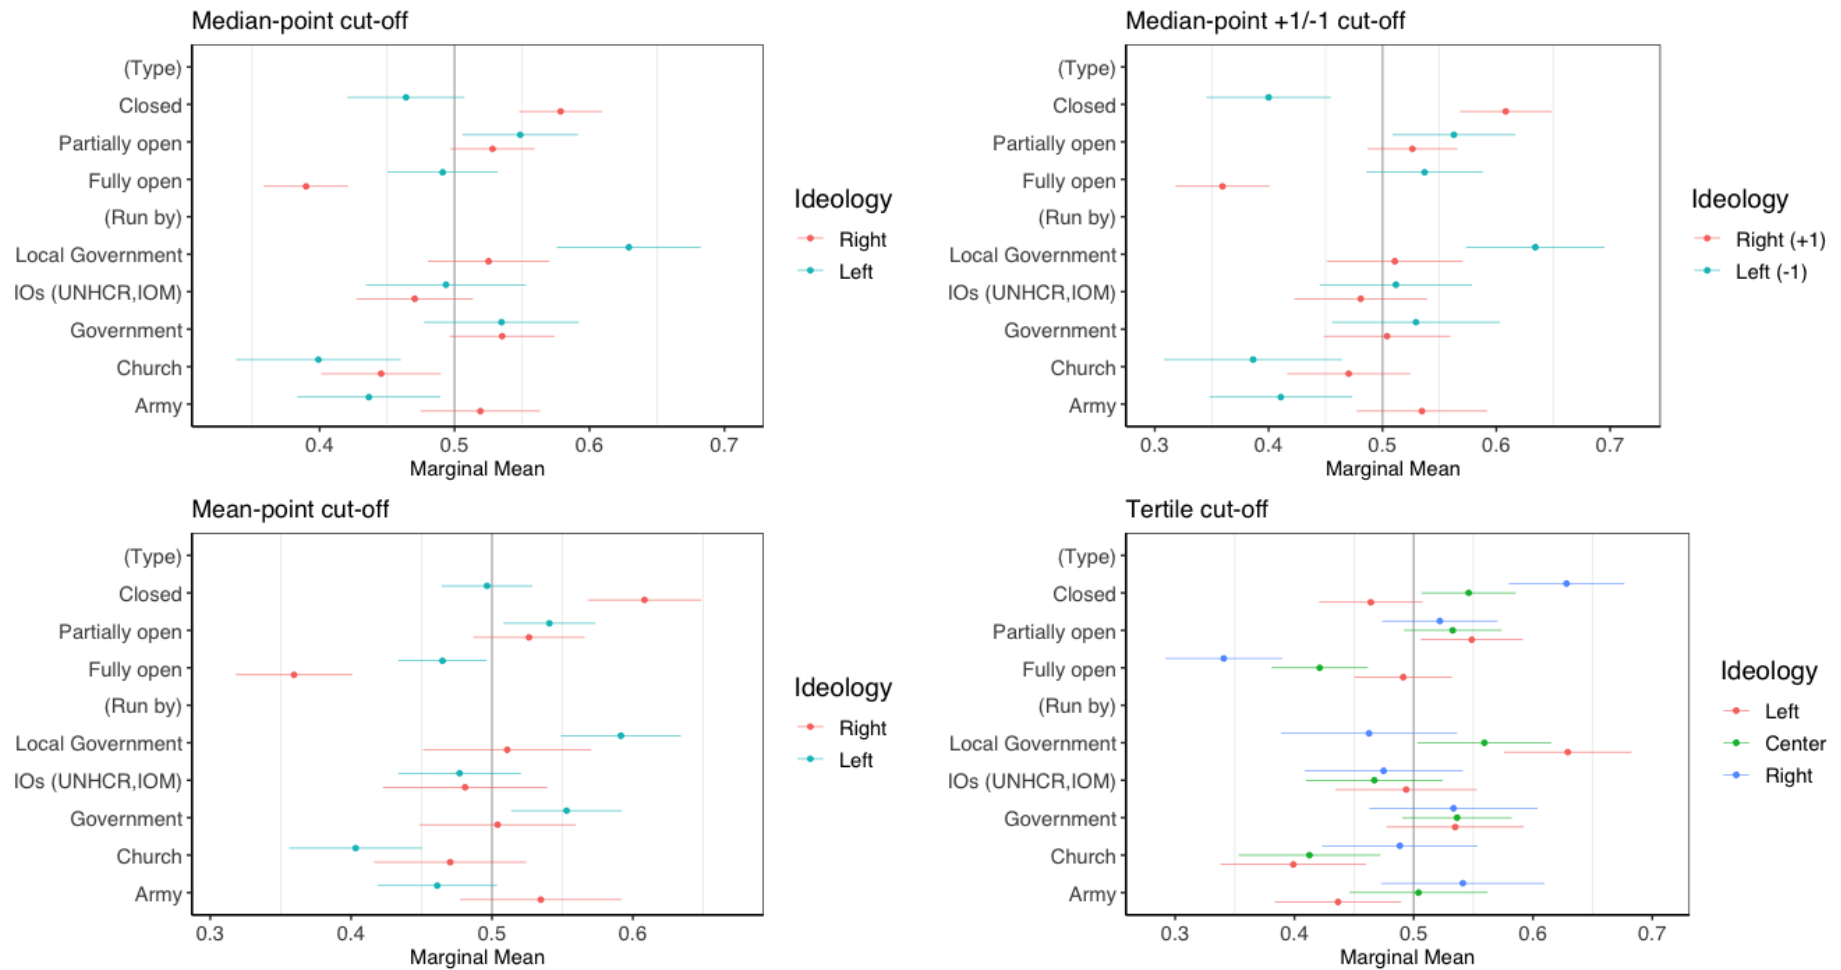 Median-point cut-off
(Type)
Closed
Partially open
Fully open
(Run by)
Local Government
IOs (UNHCR,IOM)
Government
Church
Army
0.4 0.5 0.6 0.7
Marginal Mean
Ideology
Right
Left
Median-point +1/-1 cut-off
(Type)
Closed
Partially open
Fully open
(Run by)
Local Government
IOs (UNHCR,IOM)
Government
Church
Army
0.3 0.4 0.5 0.6 0.7
Marginal Mean
Ideology
Right (+1)
Left (-1)
Mean-point cut-off
(Type)
Closed
Partially open
Fully open
(Run by)
Local Government
IOs (UNHCR,IOM)
Government
Church
Army
0.3 0.4 0.5 0.6
Marginal Mean
Ideology
Right
Left
Tertile cut-off
(Type)
Closed
Partially open
Fully open
(Run by)
Local Government
IOs (UNHCR,IOM)
Government
Church
Army
0.3 0.4 0.5 0.6 0.7
Marginal Mean
Ideology
Left
Center
Right